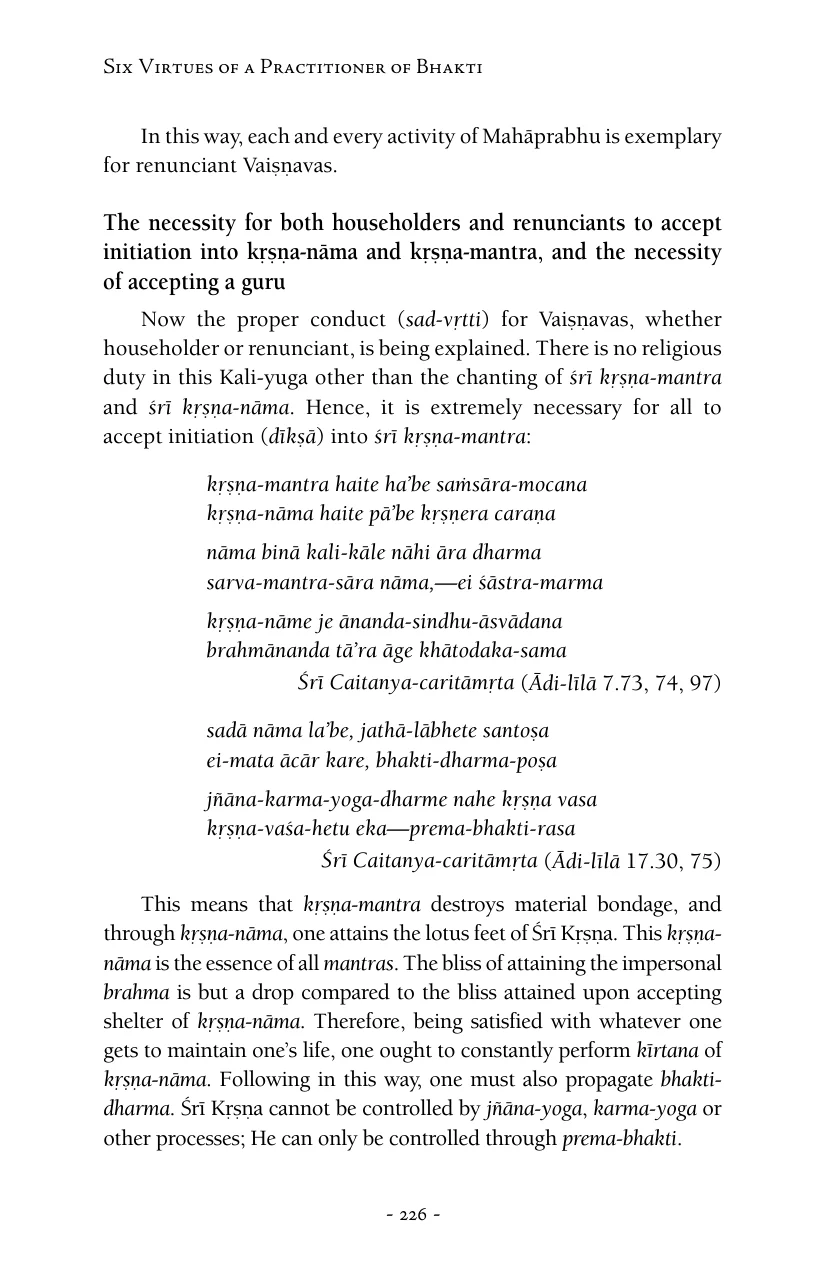 Six Virtues of a Practitioner of Bhakti
In this way, each and every activity of Mahāprabhu is exemplary
for renunciant Vaiṣṇavas.
The necessity for both householders and renunciants to accept
initiation into kṛṣṇa-nāma and kṛṣṇa-mantra, and the necessity
of accepting a guru
Now the proper conduct (sad-vṛtti) for Vaiṣṇavas, whether
householder or renunciant, is being explained. There is no religious
duty in this Kali-yuga other than the chanting of śrī kṛṣṇa-mantra
and śrī kṛṣṇa-nāma. Hence, it is extremely necessary for all to
accept initiation (dīkṣā) into śrī kṛṣṇa-mantra:
kṛṣṇa-mantra haite ha’be saṁsāra-mocana
kṛṣṇa-nāma haite pā’be kṛṣṇera caraṇa
nāma binā kali-kāle nāhi āra dharma
sarva-mantra-sāra nāma,—ei śāstra-marma
kṛṣṇa-nāme je ānanda-sindhu-āsvādana
brahmānanda tā’ra āge khātodaka-sama
Śrī Caitanya-caritāmṛta (Ādi-līlā 7.73, 74, 97)
sadā nāma la’be, jathā-lābhete santoṣa
ei-mata ācār kare, bhakti-dharma-poṣa
jñāna-karma-yoga-dharme nahe kṛṣṇa vasa
kṛṣṇa-vaśa-hetu eka—prema-bhakti-rasa
Śrī Caitanya-caritāmṛta (Ādi-līlā 17.30, 75)
This means that kṛṣṇa-mantra destroys material bondage, and
through kṛṣṇa-nāma, one attains the lotus feet of Śrī Kṛṣṇa. This kṛṣṇa-
nāma is the essence of all mantras. The bliss of attaining the impersonal
brahma is but a drop compared to the bliss attained upon accepting
shelter of kṛṣṇa-nāma. Therefore, being satisfied with whatever one
gets to maintain one’s life, one ought to constantly perform kīrtana of
kṛṣṇa-nāma. Following in this way, one must also propagate bhakti-
dharma. Śrī Kṛṣṇa cannot be controlled by jñāna-yoga, karma-yoga or
other processes; He can only be controlled through prema-bhakti.
- 226 -